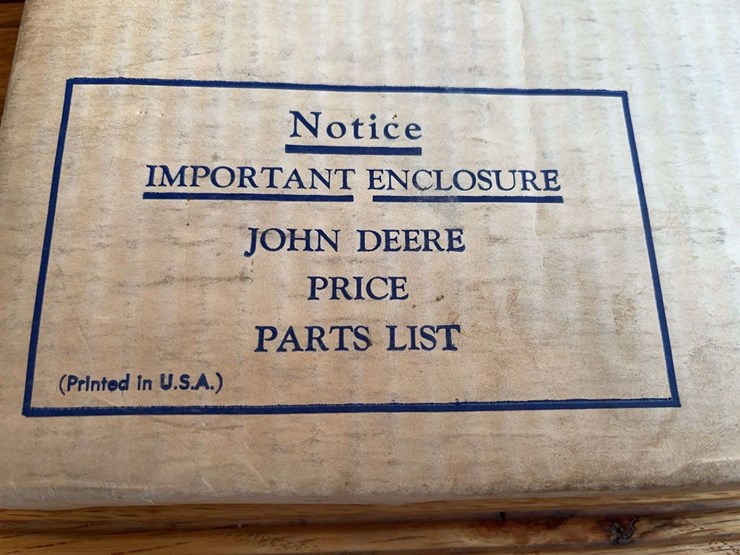 Notice
IMPORTANT ENCLOSURE
JOHN DEERE
PRICE
PARTS LIST
(Printed in U.S.A.)